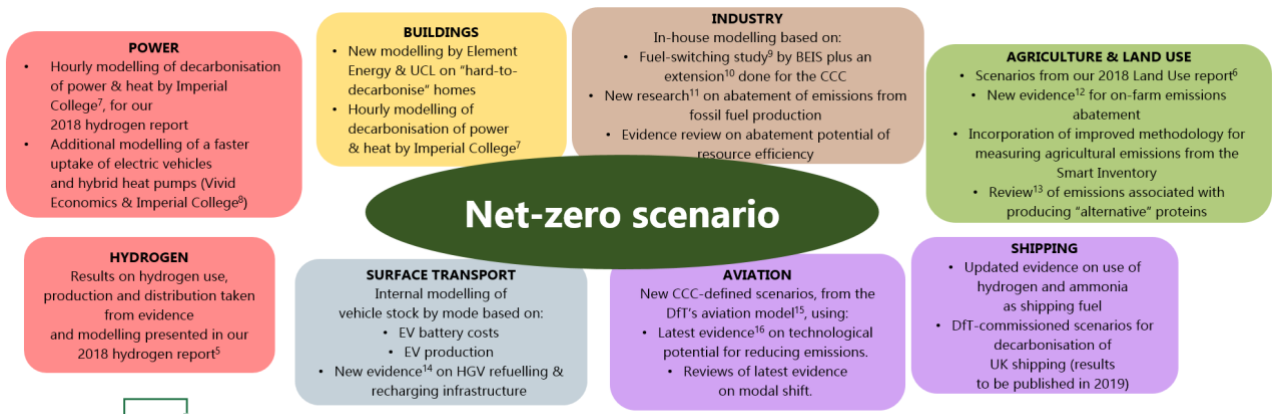 POWER
• Hourly modelling of decarbonisation
of power & heat by Imperial
College⁷, for our
2018 hydrogen report
• Additional modelling of a faster
uptake of electric vehicles
and hybrid heat pumps (Vivid
Economics & Imperial College⁸)
BUILDINGS
• New modelling by Element
Energy & UCL on "hard-to-
decarbonise" homes
• Hourly modelling of
decarbonisation of power
& heat by Imperial College⁷
INDUSTRY
In-house modelling based on:
• Fuel-switching study⁹ by BEIS plus an
extension¹⁰ done for the CCC
• New research¹¹ on abatement of emissions from
fossil fuel production
• Evidence review on abatement potential of
resource efficiency
AGRICULTURE & LAND USE
• Scenarios from our 2018 Land Use report⁶
• New evidence¹² for on-farm emissions
abatement
• Incorporation of improved methodology for
measuring agricultural emissions from the
Smart Inventory
• Review¹³ of emissions associated with
producing "alternative" proteins
Net-zero scenario
HYDROGEN
Results on hydrogen use,
production and distribution taken
from evidence
and modelling presented in our
2018 hydrogen report⁵
SURFACE TRANSPORT
Internal modelling of
vehicle stock by mode based on:
• EV battery costs
• EV production
• New evidence¹⁴ on HGV refuelling &
recharging infrastructure
AVIATION
New CCC-defined scenarios, from the
DfT's aviation model¹⁵, using:
• Latest evidence¹⁶ on technological
potential for reducing emissions.
• Reviews of latest evidence
on modal shift.
SHIPPING
• Updated evidence on use of
hydrogen and ammonia
as shipping fuel
• DfT-commissioned scenarios for
decarbonisation of
UK shipping (results
to be published in 2019)